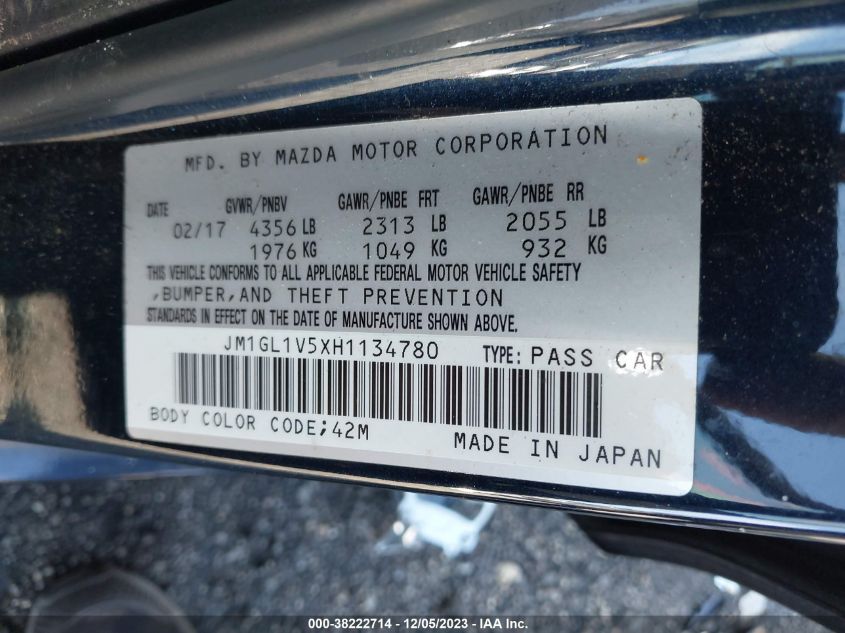 MFD. BY MAZDA MOTOR CORPORATION
DATE GVWR/PNBV GAWR/PNBE FRT GAWR/PNBE RR
02/17 4356 LB 2313 LB 2055 LB
1976 KG 1049 KG 932 KG
THIS VEHICLE CONFORMS TO ALL APPLICABLE FEDERAL MOTOR VEHICLE SAFETY
,BUMPER,AND THEFT PREVENTION
STANDARDS IN EFFECT ON THE DATE OF MANUFACTURE SHOWN ABOVE.
JM1GL1V5XH1134780 TYPE: PASS CAR
BODY COLOR CODE;42M MADE IN JAPAN
000-38222714 - 12/05/2023 - IAA Inc.